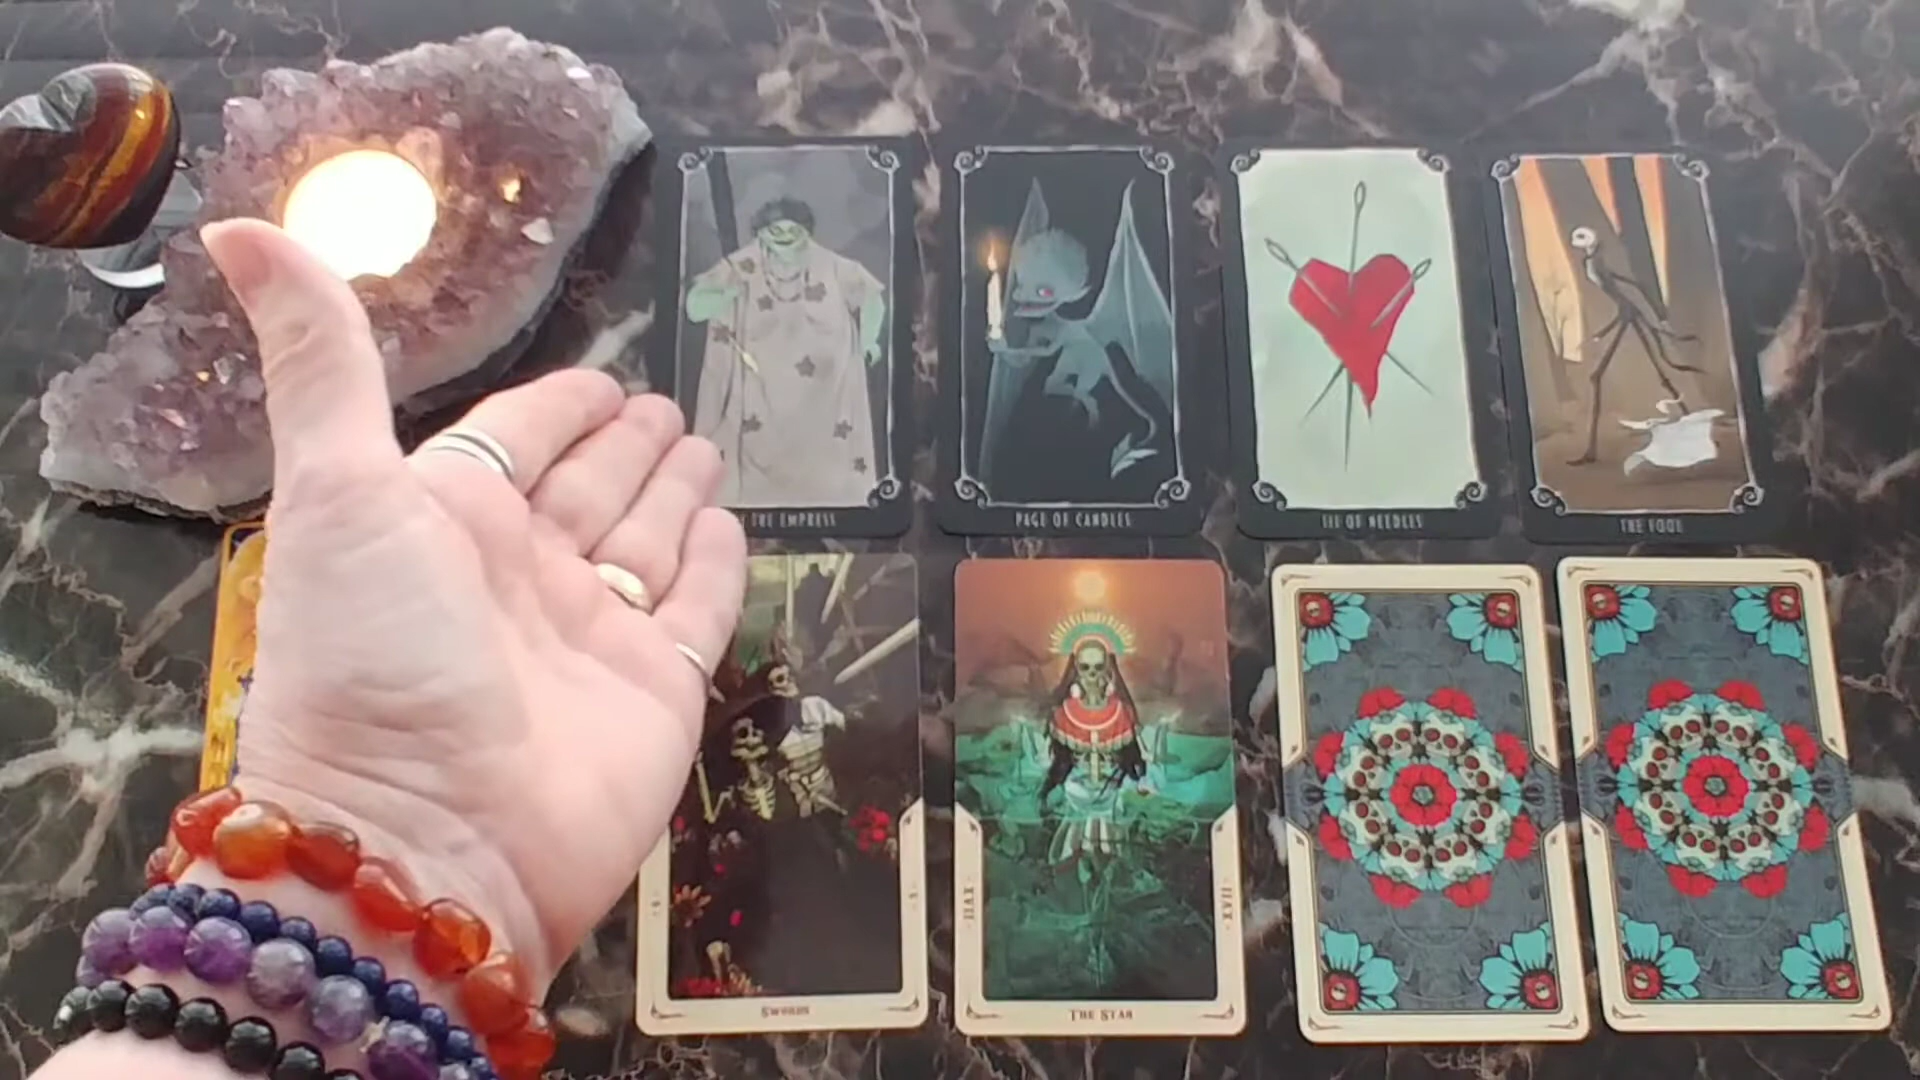 THE EMPRESS
PAGE OF CANDLES
III OF NEEDLES
THE FOOL
XVII
XVII
Swords
The Star